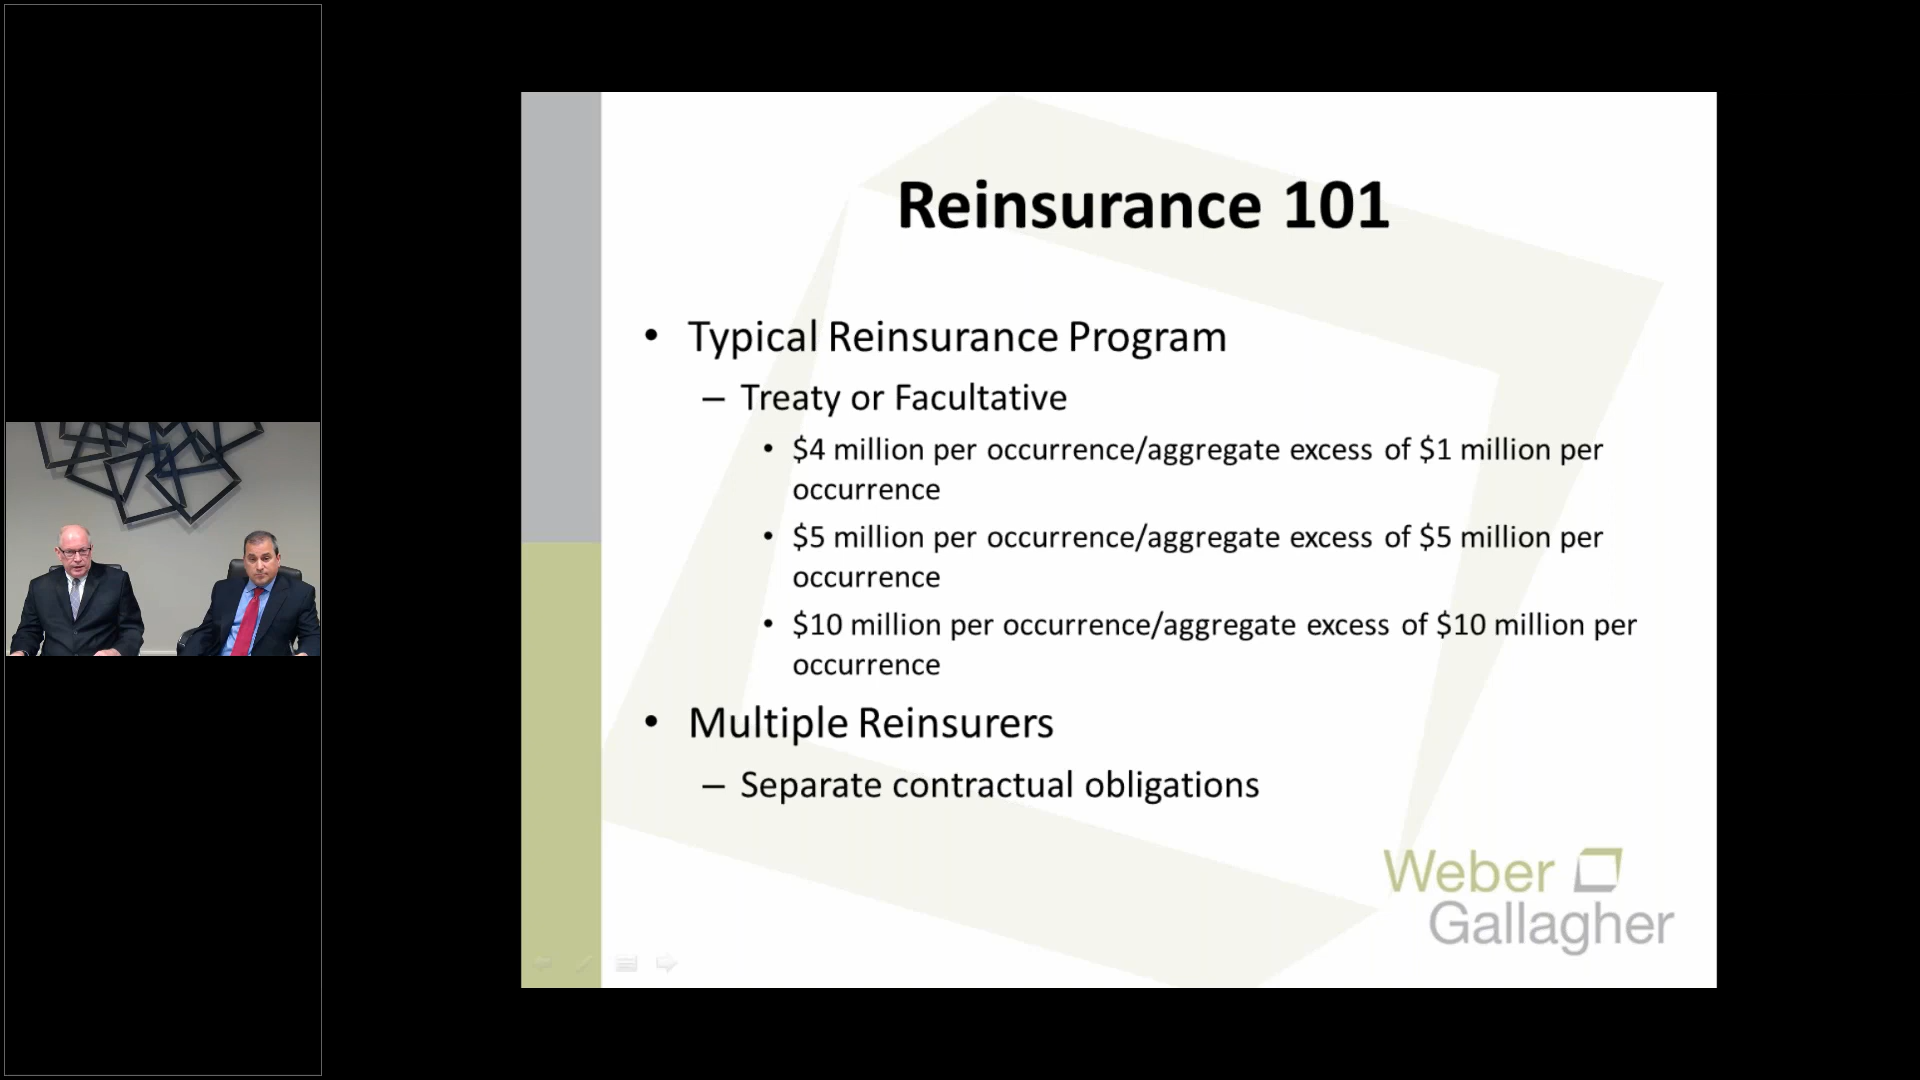 Reinsurance 101
• Typical Reinsurance Program
– Treaty or Facultative
• $4 million per occurrence/aggregate excess of $1 million per
occurrence
• $5 million per occurrence/aggregate excess of $5 million per
occurrence
• $10 million per occurrence/aggregate excess of $10 million per
occurrence
• Multiple Reinsurers
– Separate contractual obligations
Weber
Gallagher